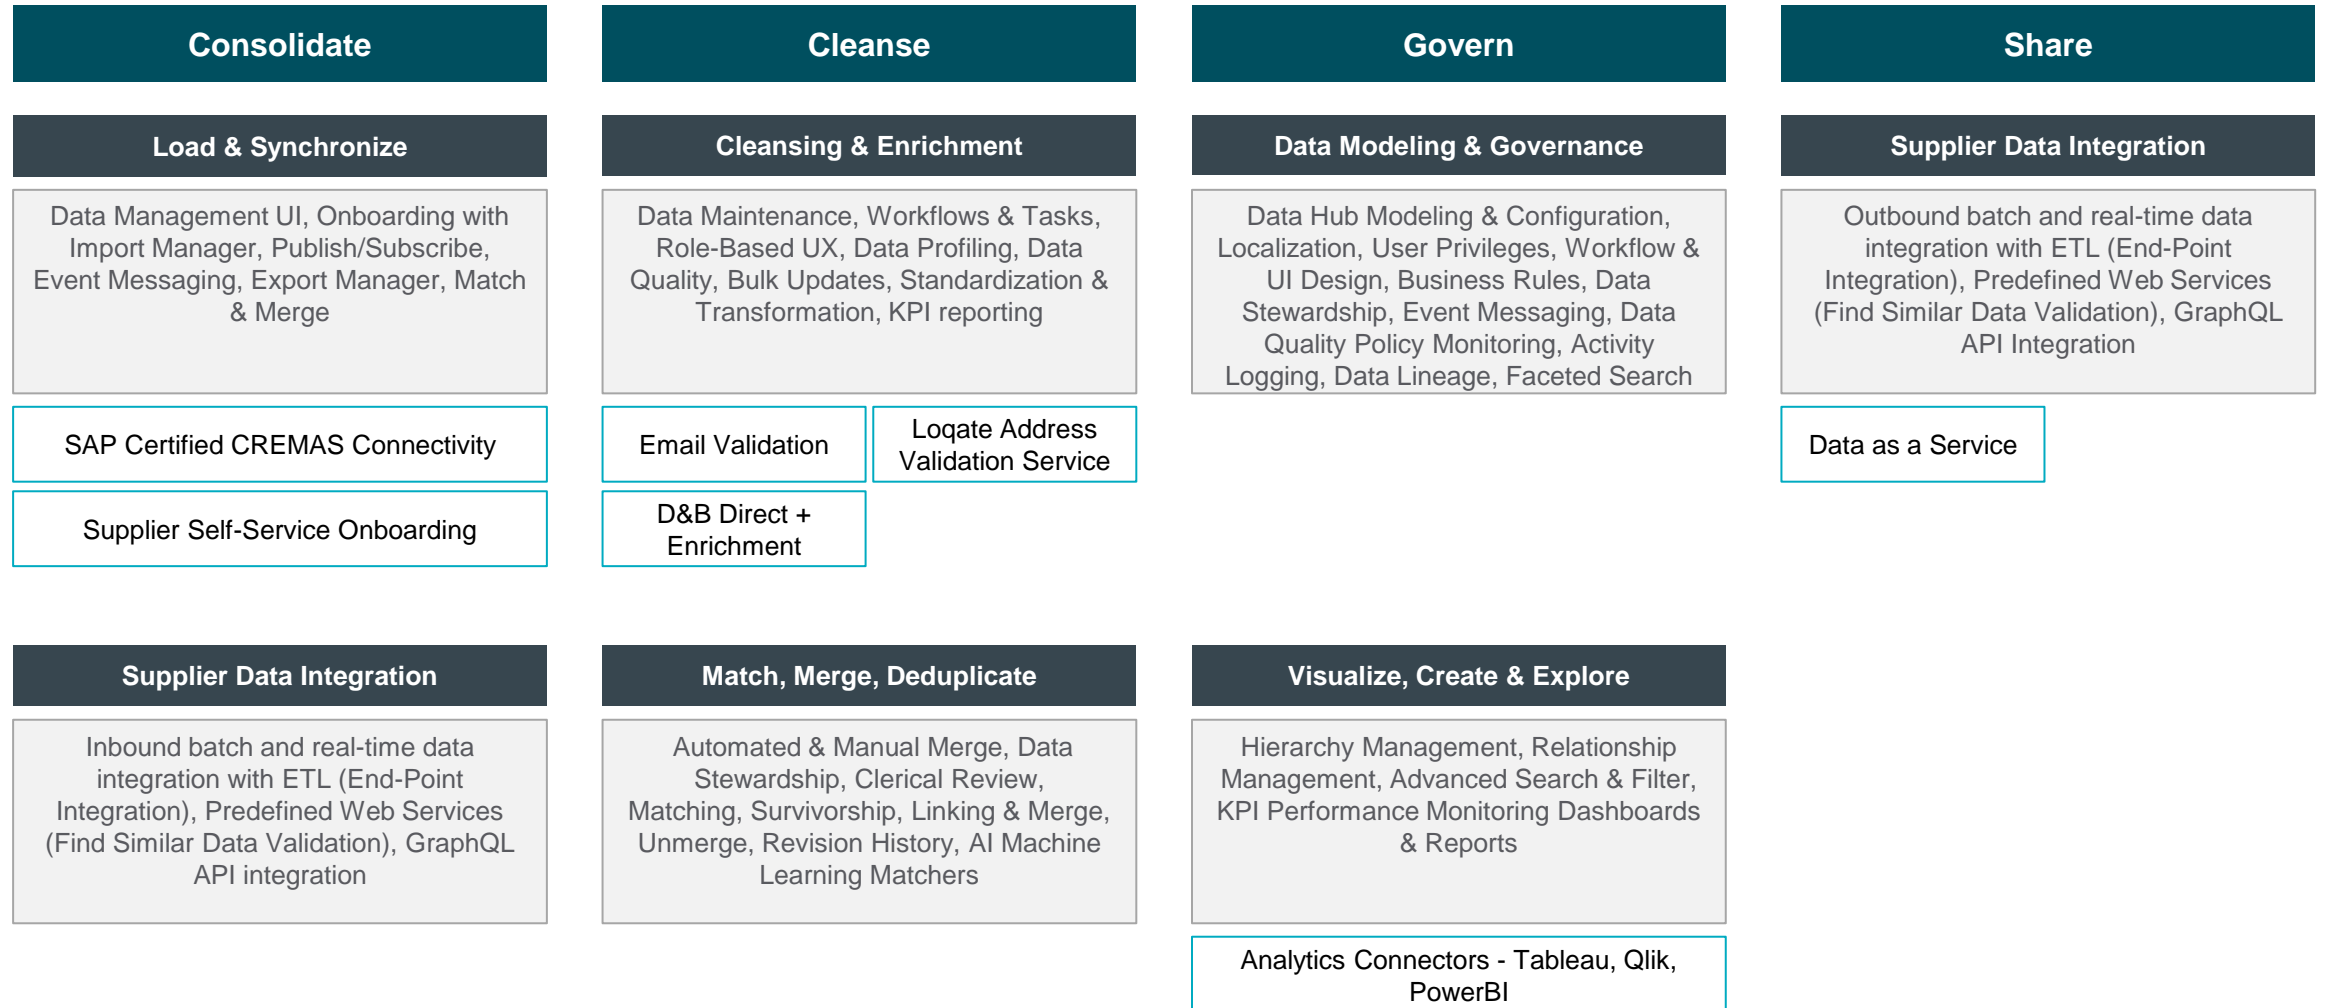 Consolidate
Load & Synchronize
Data Management UI, Onboarding with
Import Manager, Publish/Subscribe,
Event Messaging, Export Manager, Match
& Merge
SAP Certified CREMAS Connectivity
Supplier Self-Service Onboarding
Supplier Data Integration
Inbound batch and real-time data
integration with ETL (End-Point
Integration), Predefined Web Services
(Find Similar Data Validation), GraphQL
API integration
Cleanse
Cleansing & Enrichment
Data Maintenance, Workflows & Tasks,
Role-Based UX, Data Profiling, Data
Quality, Bulk Updates, Standardization &
Transformation, KPI reporting
Email Validation
Loqate Address
Validation Service
D&B Direct +
Enrichment
Match, Merge, Deduplicate
Automated & Manual Merge, Data
Stewardship, Clerical Review,
Matching, Survivorship, Linking & Merge,
Unmerge, Revision History, AI Machine
Learning Matchers
Govern
Data Modeling & Governance
Data Hub Modeling & Configuration,
Localization, User Privileges, Workflow &
UI Design, Business Rules, Data
Stewardship, Event Messaging, Data
Quality Policy Monitoring, Activity
Logging, Data Lineage, Faceted Search
Visualize, Create & Explore
Hierarchy Management, Relationship
Management, Advanced Search & Filter,
KPI Performance Monitoring Dashboards
& Reports
Analytics Connectors - Tableau, Qlik,
PowerBI
Share
Supplier Data Integration
Outbound batch and real-time data
integration with ETL (End-Point
Integration), Predefined Web Services
(Find Similar Data Validation), GraphQL
API Integration
Data as a Service